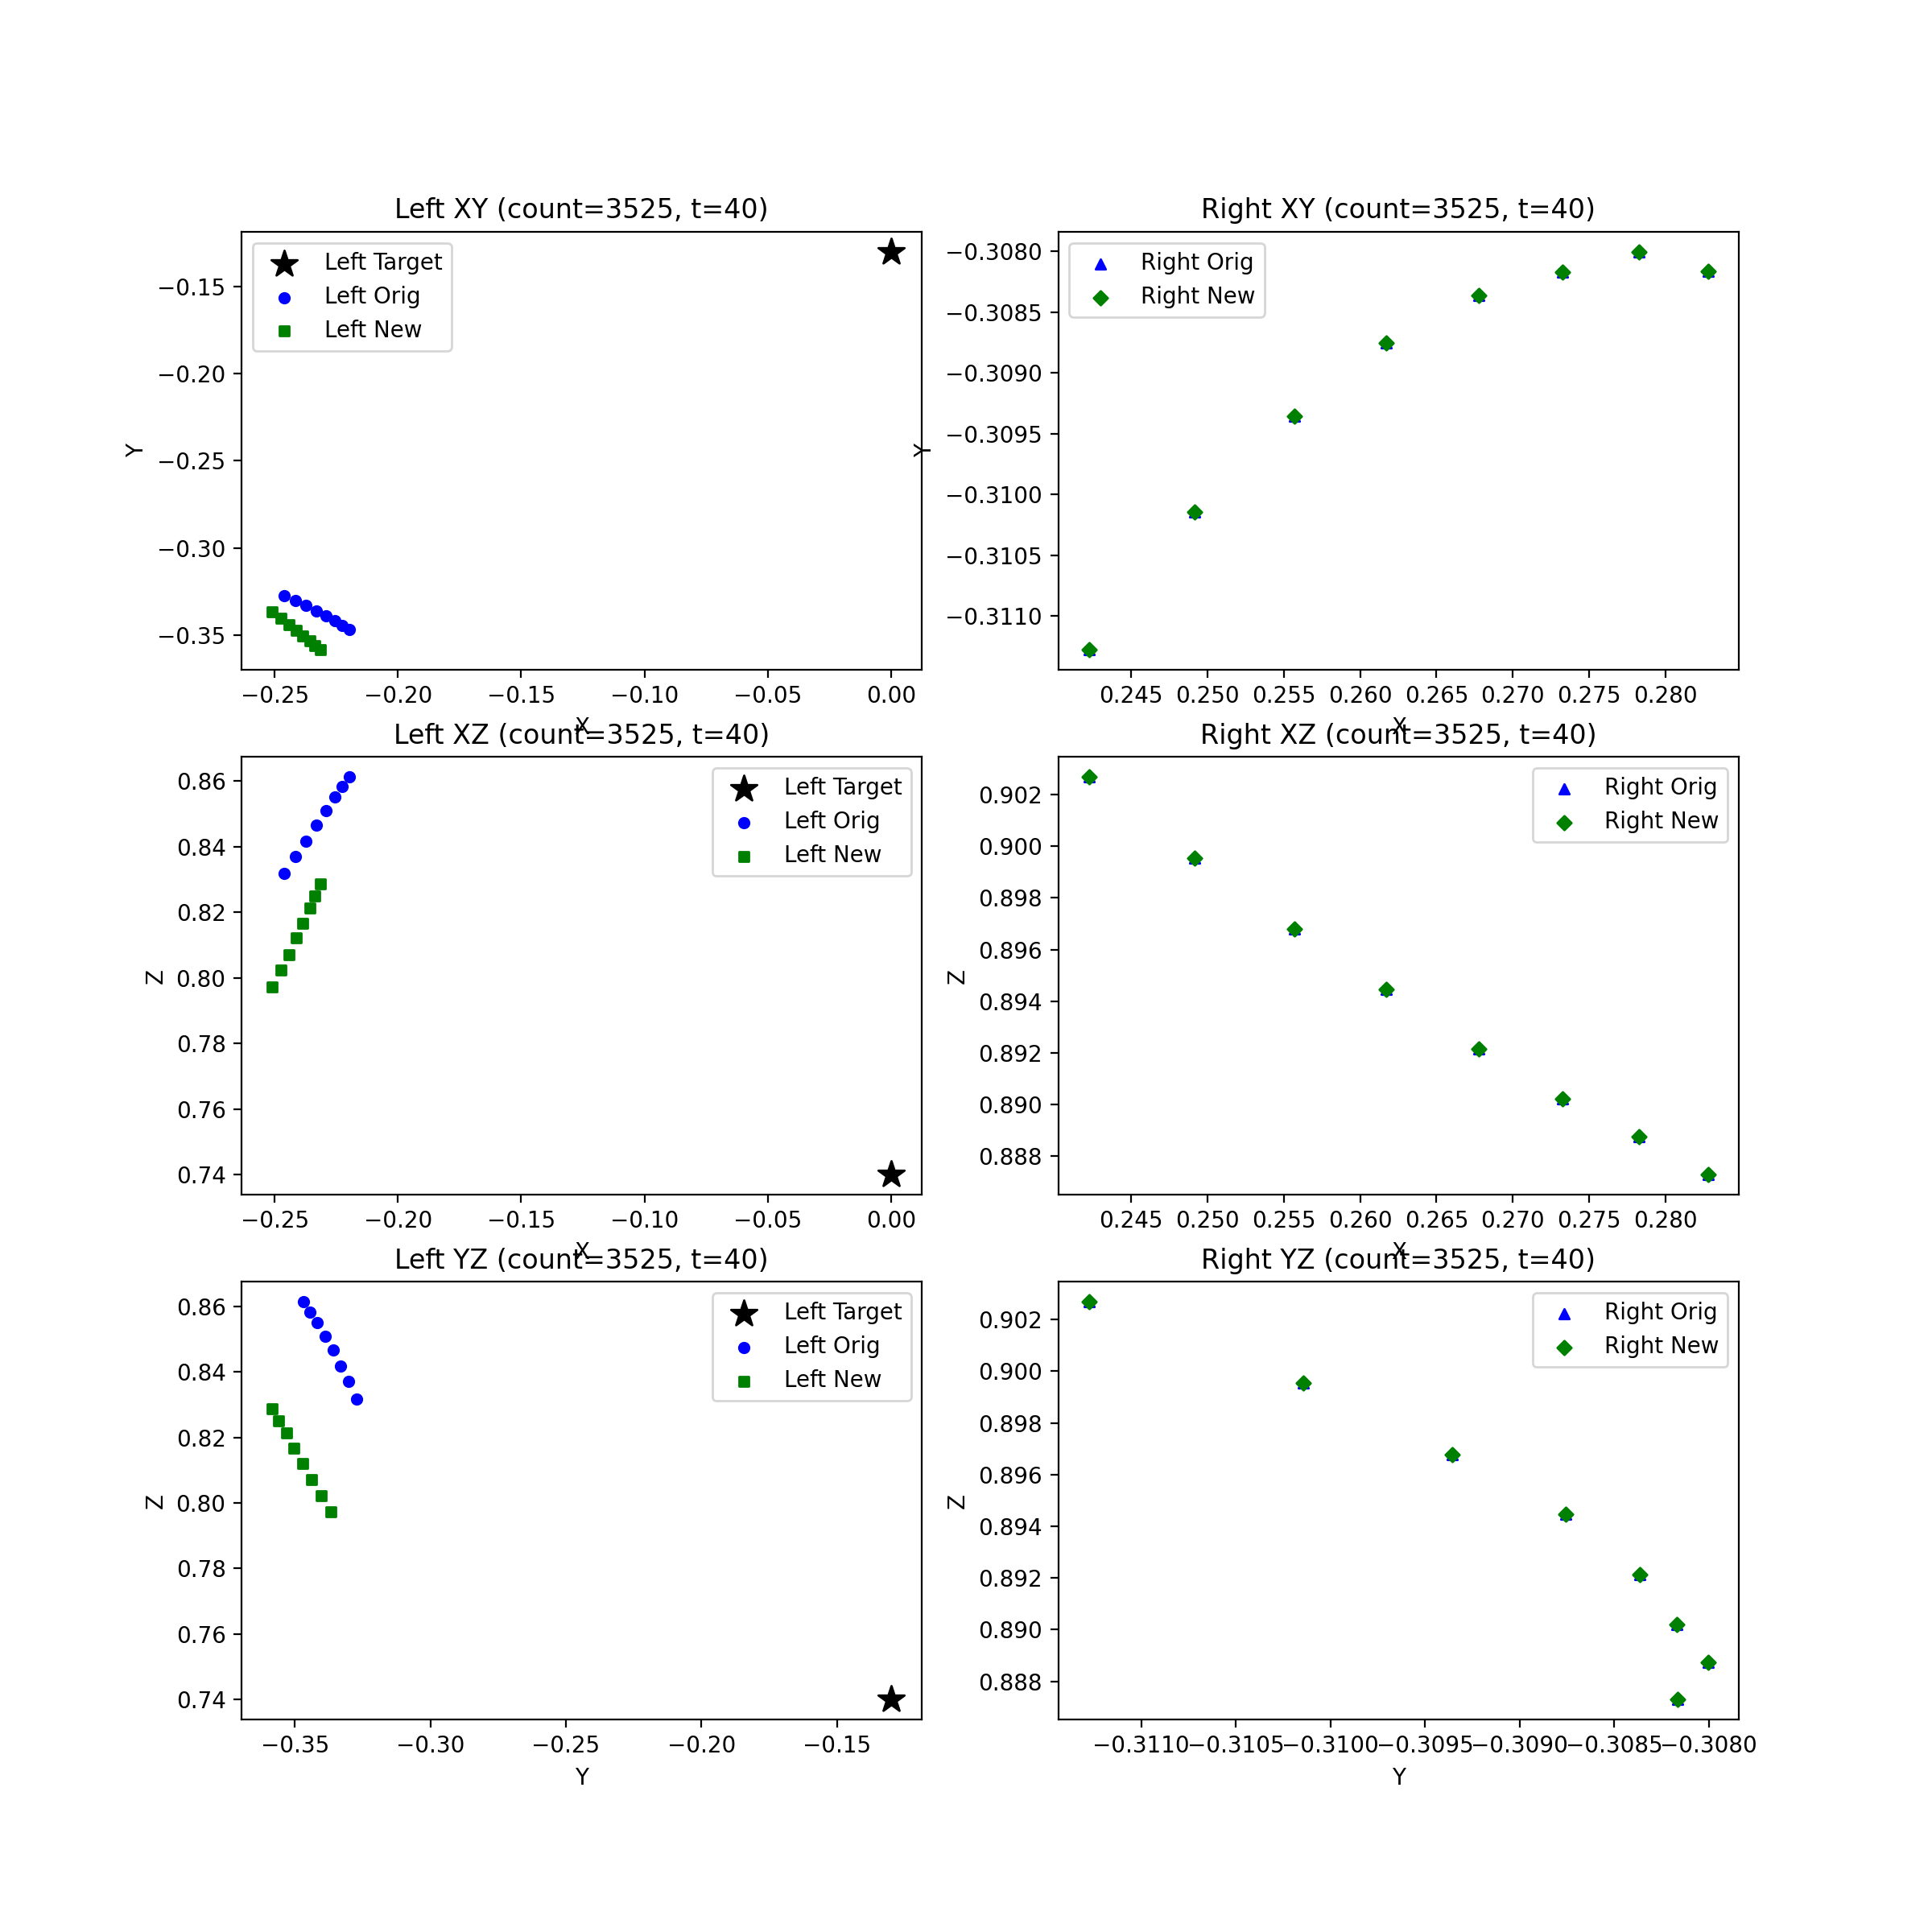 Left XY (count=3525, t=40)
Left Target
Left Orig
Left New
Y
−0.15
−0.20
−0.25
−0.30
−0.35
−0.25
−0.20
−0.15
−0.10
−0.05
0.00
X
Right XY (count=3525, t=40)
Right Orig
Right New
Y
−0.3080
−0.3085
−0.3090
−0.3095
−0.3100
−0.3105
−0.3110
0.245
0.250
0.255
0.260
0.265
0.270
0.275
0.280
X
Left XZ (count=3525, t=40)
Left Target
Left Orig
Left New
Z
0.86
0.84
0.82
0.80
0.78
0.76
0.74
−0.25
−0.20
−0.15
−0.10
−0.05
0.00
X
Right XZ (count=3525, t=40)
Right Orig
Right New
Z
0.902
0.900
0.898
0.896
0.894
0.892
0.890
0.888
0.245
0.250
0.255
0.260
0.265
0.270
0.275
0.280
X
Left YZ (count=3525, t=40)
Left Target
Left Orig
Left New
Z
0.86
0.84
0.82
0.80
0.78
0.76
0.74
−0.35
−0.30
−0.25
−0.20
−0.15
Y
Right YZ (count=3525, t=40)
Right Orig
Right New
Z
0.902
0.900
0.898
0.896
0.894
0.892
0.890
0.888
−0.3110
−0.3105
−0.3100
−0.3095
−0.3090
−0.3085
−0.3080
Y